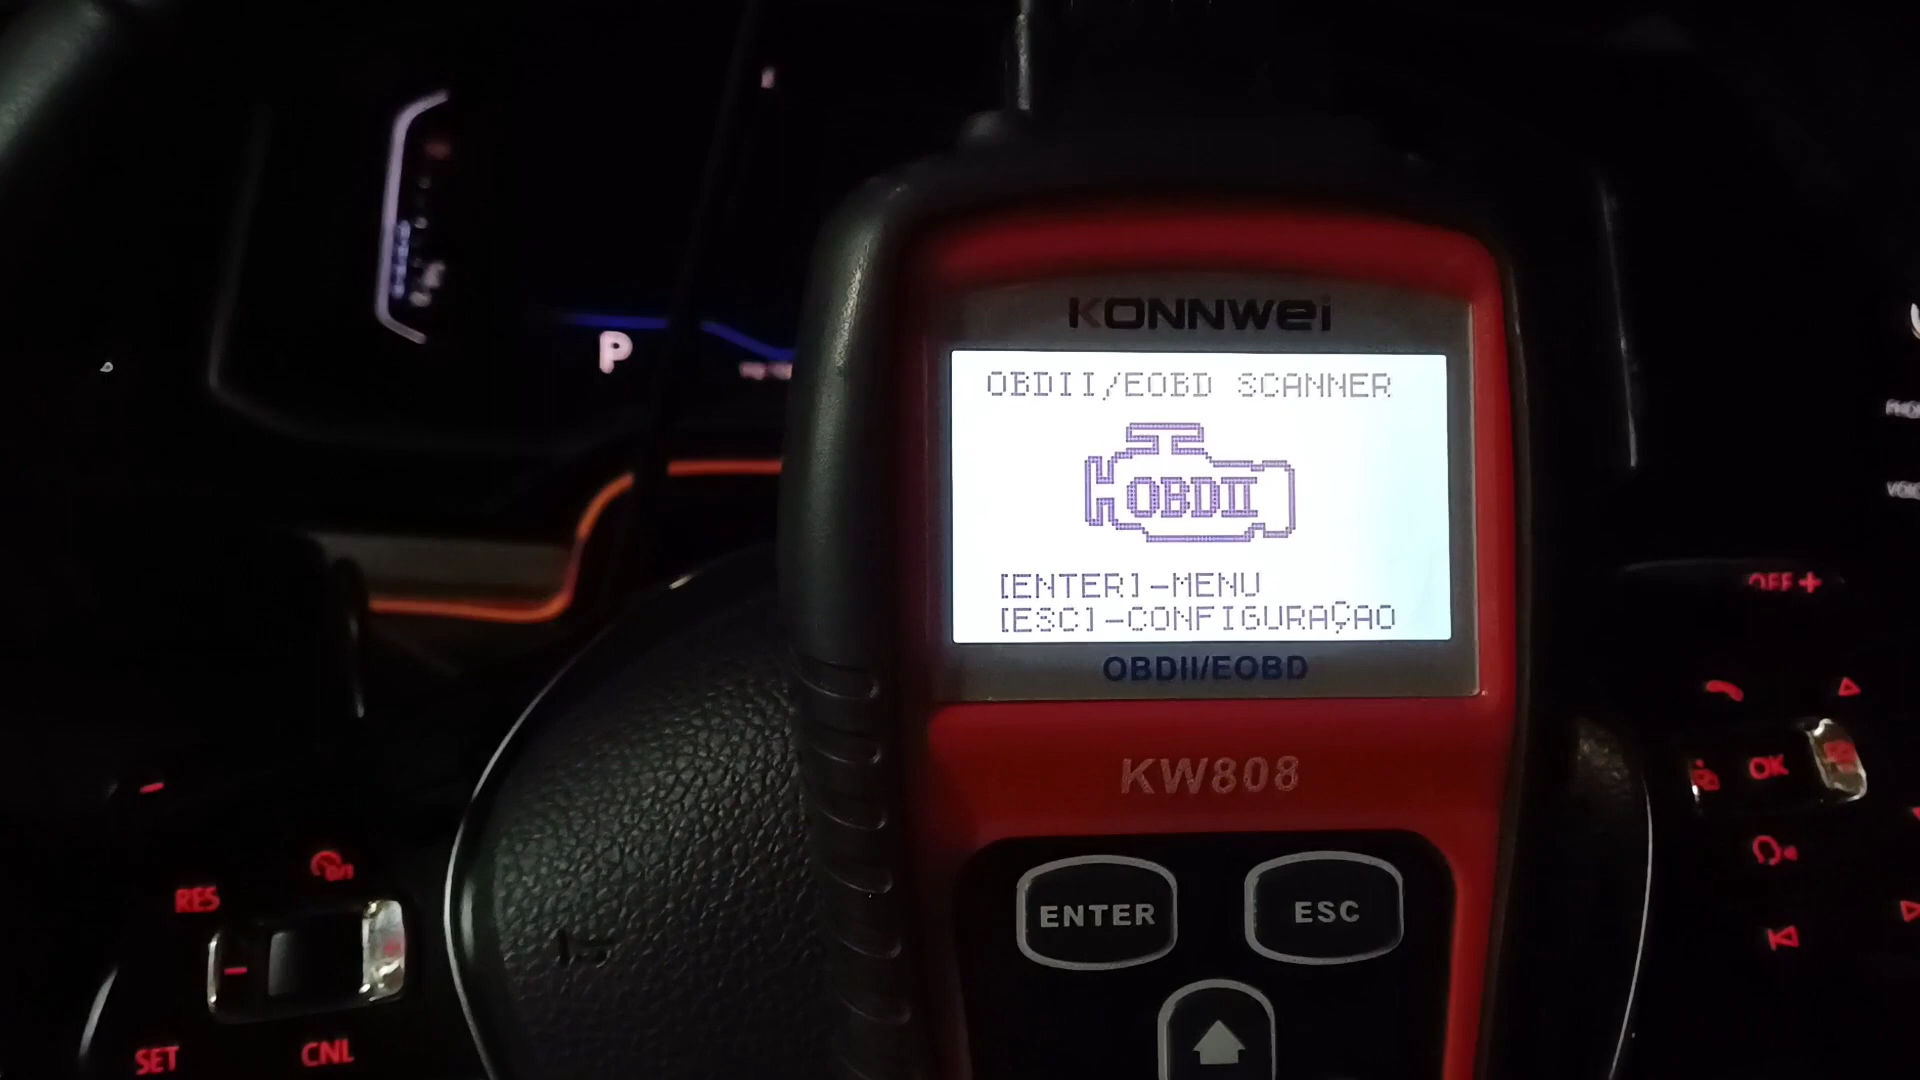 P
KONNWEI
OBDII/EOBD SCANNER
OBDII
[ENTER]-MENU
[ESC]-CONFIGURAÇAO
OBDII/EOBD
KW808
ENTER
ESC
OFF +
OK
RES
SET
CNL